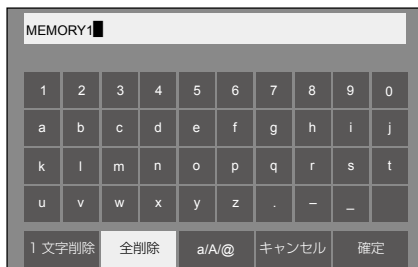 MEMORY1
1 2 3 4 5 6 7 8 9 0
a b c d e f g h i j
k l m n o p q r s t
u v w x y z . – _
1文字削除 全削除 a/A/@ キャンセル 確定